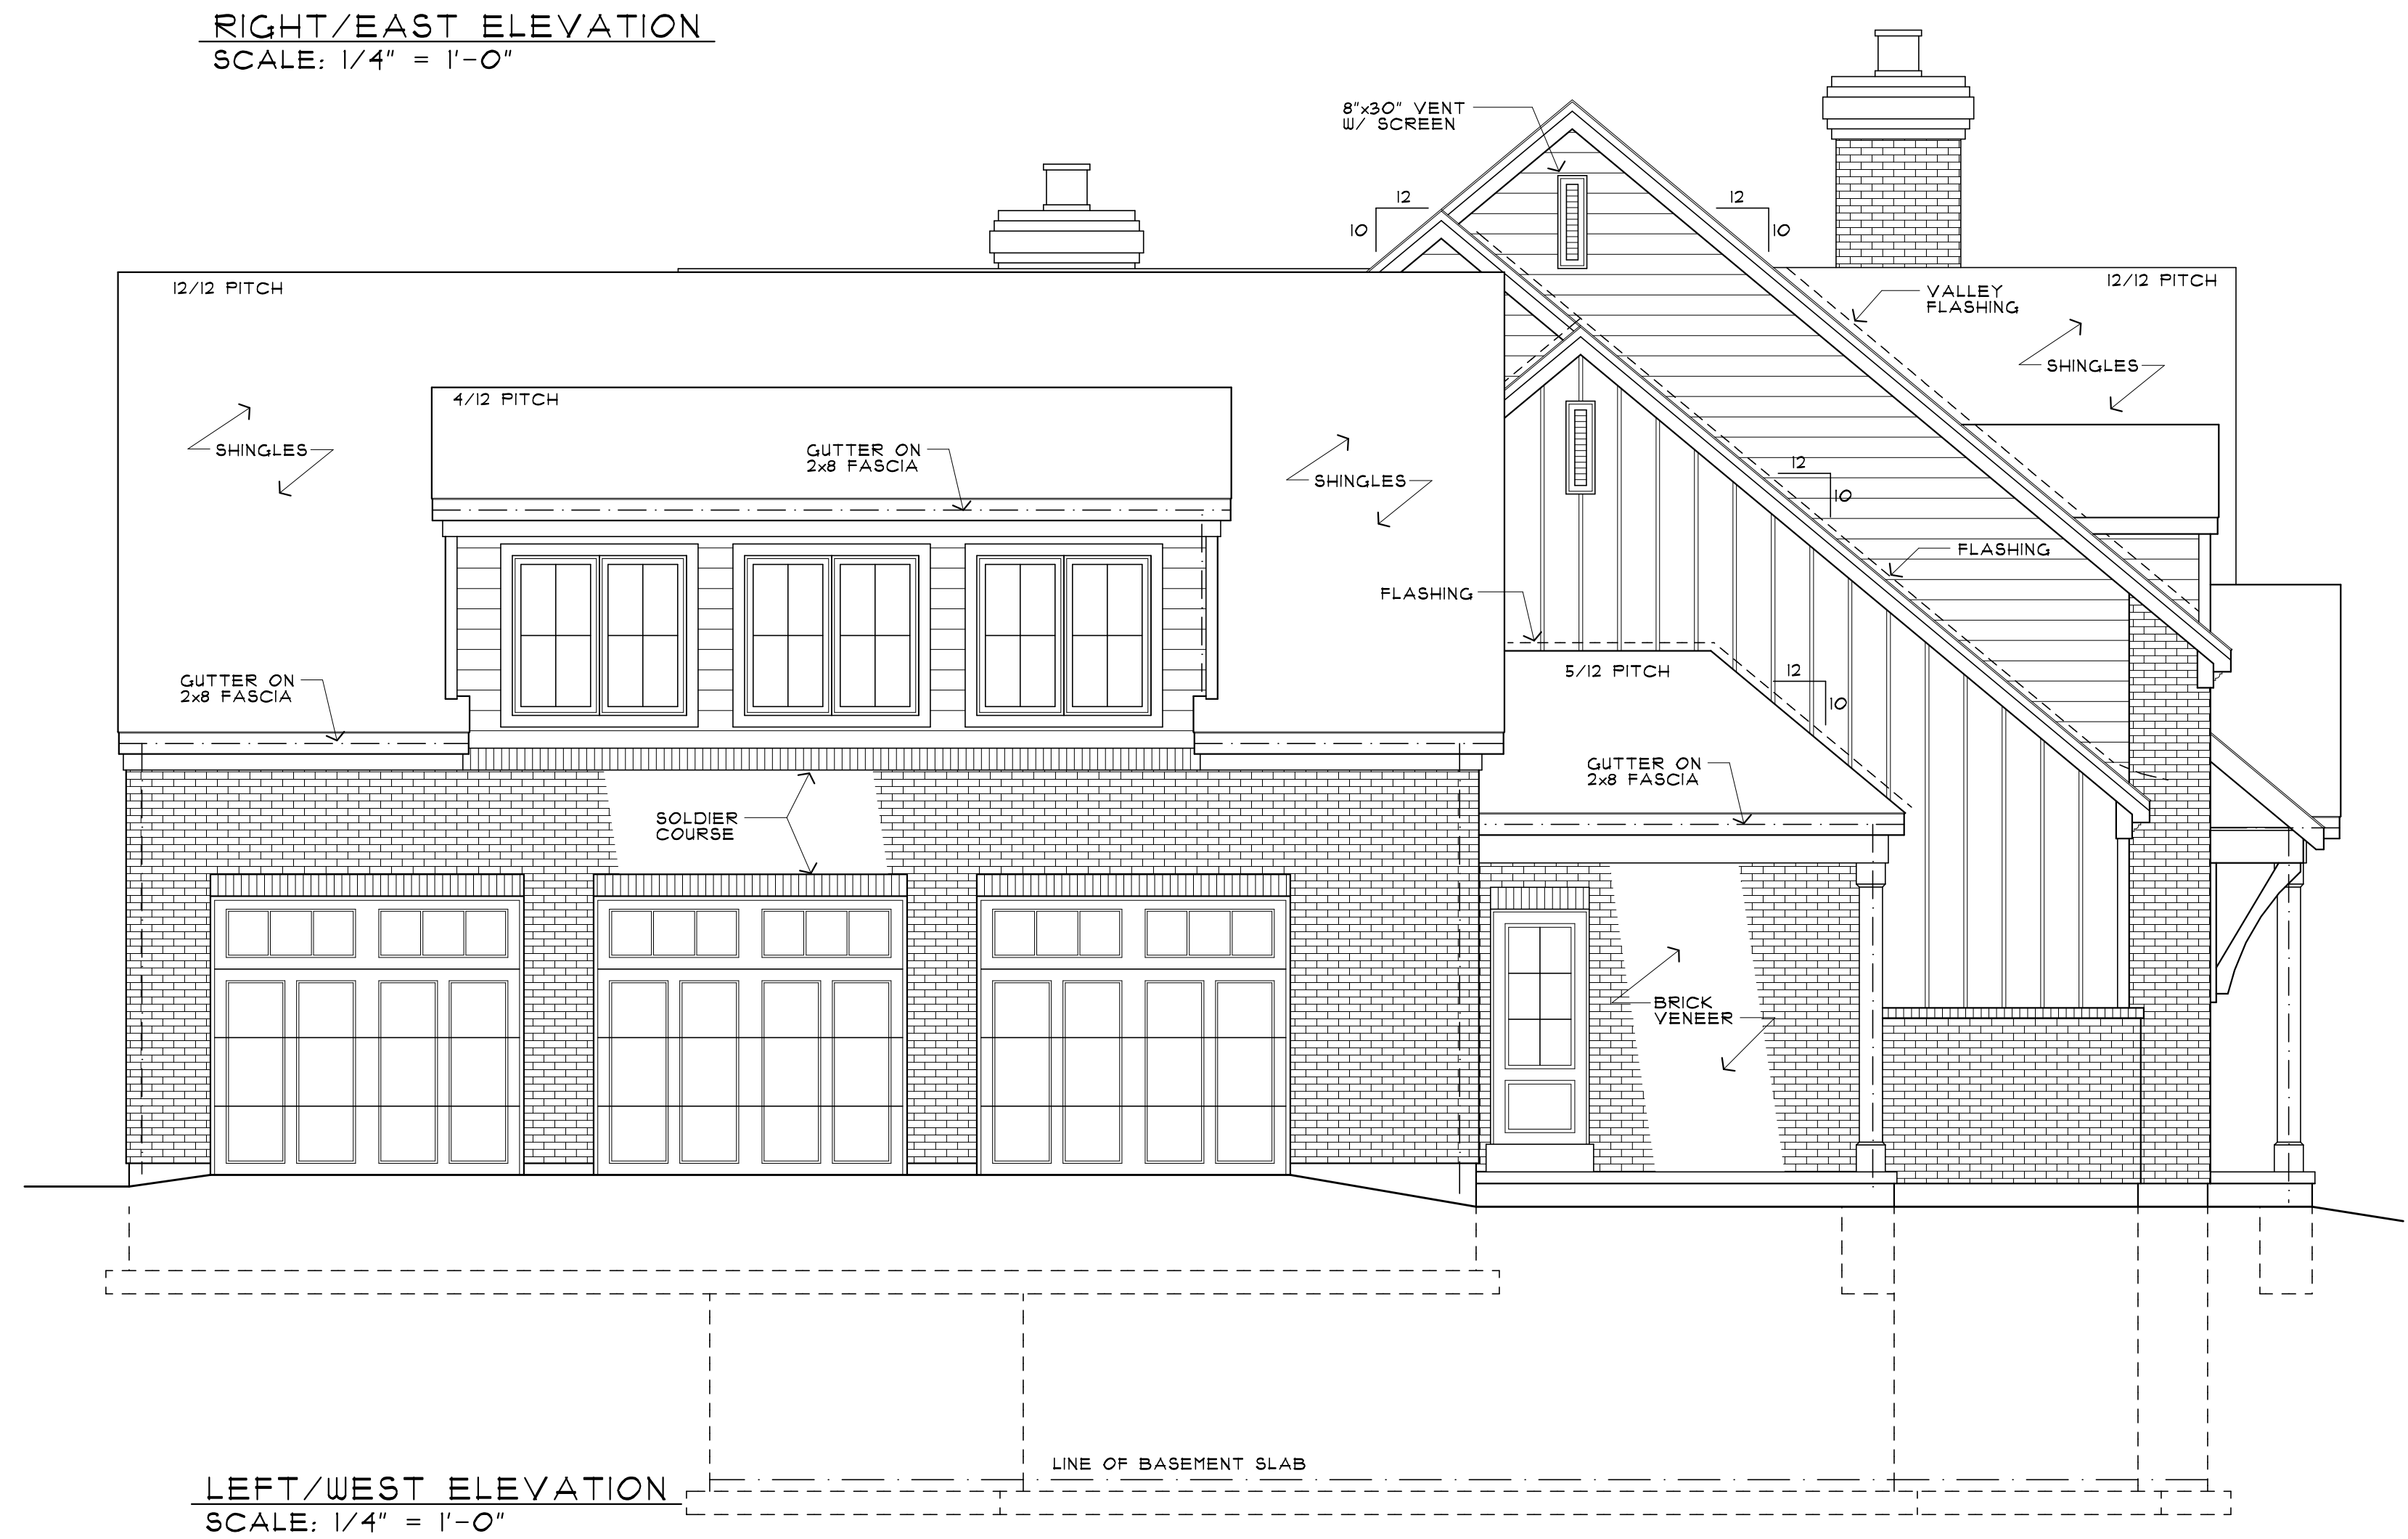 RIGHT/EAST ELEVATION
SCALE: 1/4" = 1'-0"
8"x30" VENT
W/ SCREEN
12
10
12
10
12/12 PITCH
VALLEY
FLASHING
12/12 PITCH
SHINGLES
4/12 PITCH
GUTTER ON
2x8 FASCIA
SHINGLES
SHINGLES
12
10
FLASHING
FLASHING
5/12 PITCH
12
10
GUTTER ON
2x8 FASCIA
GUTTER ON
2x8 FASCIA
SOLDIER
COURSE
BRICK
VENEER
LINE OF BASEMENT SLAB
LEFT/WEST ELEVATION
SCALE: 1/4" = 1'-0"